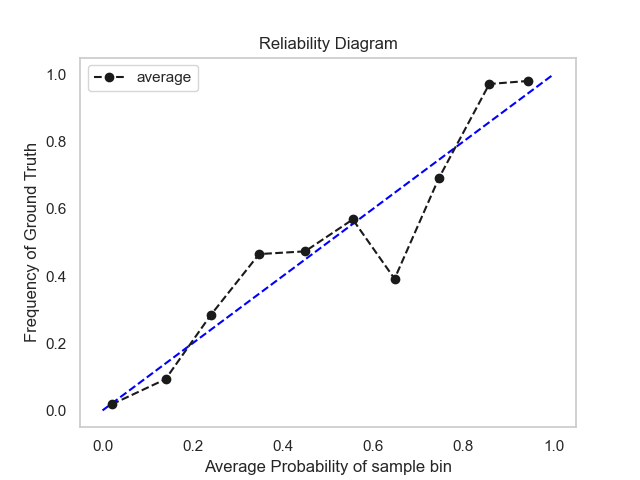 Reliability Diagram
average
Frequency of Ground Truth
1.0
0.8
0.6
0.4
0.2
0.0
0.0 0.2 0.4 0.6 0.8 1.0
Average Probability of sample bin